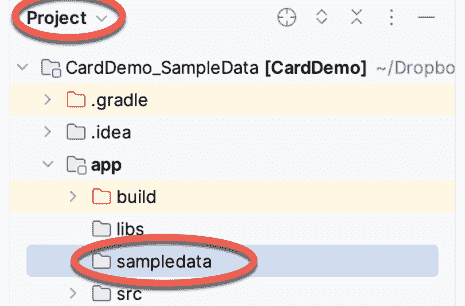 Project
CardDemo_SampleData [CardDemo] ~/Dropbo
.gradle
.idea
app
build
libs
sampledata
src